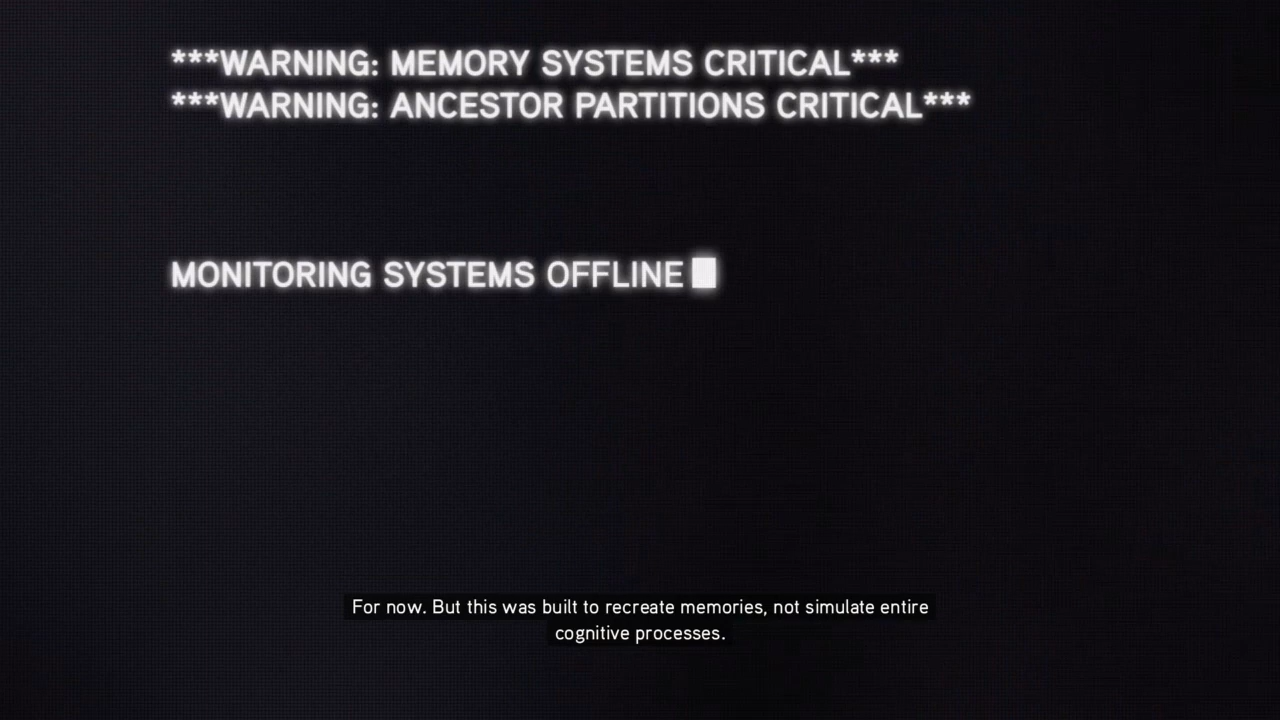 ***WARNING: MEMORY SYSTEMS CRITICAL***
***WARNING: ANCESTOR PARTITIONS CRITICAL***
MONITORING SYSTEMS OFFLINE
For now. But this was built to recreate memories, not simulate entire
cognitive processes.